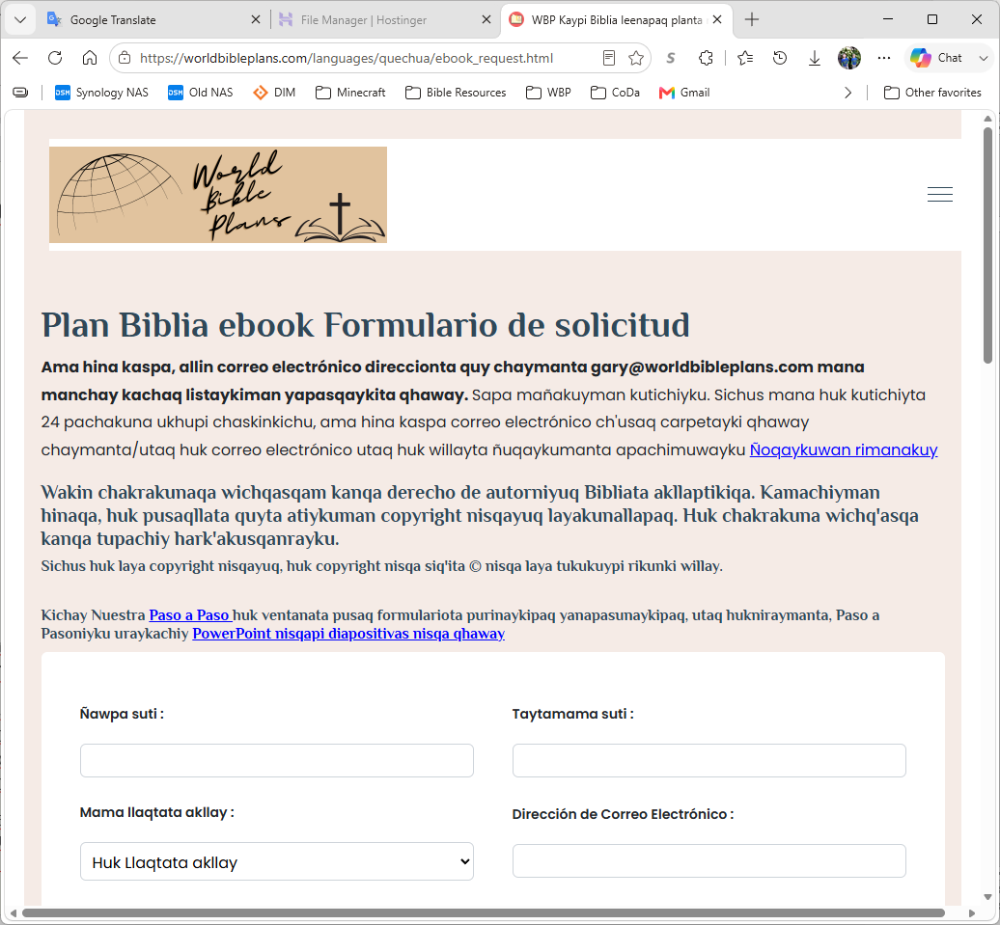 Google Translate
File Manager | Hostinger
WBP Kaypi Biblia leenapaq planta
https://worldbibleplans.com/languages/quechua/ebook_request.html
S
Chat
DSM Synology NAS
DSM Old NAS
DIM
Minecraft
Bible Resources
WBP
CoDa
Gmail
Other favorites
World
Bible
Plans
Plan Biblia ebook Formulario de solicitud
Ama hina kaspa, allin correo electrónico direccionta quy chaymanta gary@worldbibleplans.com mana
manchay kachaq listaykiman yapasqaykita qhaway. Sapa mañakuyman kutichiyku. Sichus mana huk kutichiyta
24 pachakuna ukhupi chaskinkichu, ama hina kaspa correo electrónico ch'usaq carpetayki qhaway
chaymanta/utaq huk correo electrónico utaq huk willayta ñuqaykumanta apachimuwayku Ñoqaykuwan rimanakuy
Wakin chakrakunaqa wichqasqam kanqa derecho de autorniyuq Bibliata akllaptikiqa. Kamachiyman
hinaqa, huk pusaqllata quyta atiykuman copyright nisqayuq layakunallapaq. Huk chakrakuna wichq'asqa
kanqa tupachiy hark'akusqanrayku.
Sichus huk laya copyright nisqayuq, huk copyright nisqa siq'ita © nisqa laya tukukuypi rikunki willay.
Kichay Nuestra Paso a Paso huk ventanata pusaq formulariota purinaykipaq yanapasunaykipaq, utaq hukniraymanta, Paso a
Pasoniyku uraykachiy PowerPoint nisqapi diapositivas nisqa qhaway
Ñawpa suti :
Taytamama suti :
Mama llaqtata akllay :
Dirección de Correo Electrónico :
Huk Llaqtata akllay